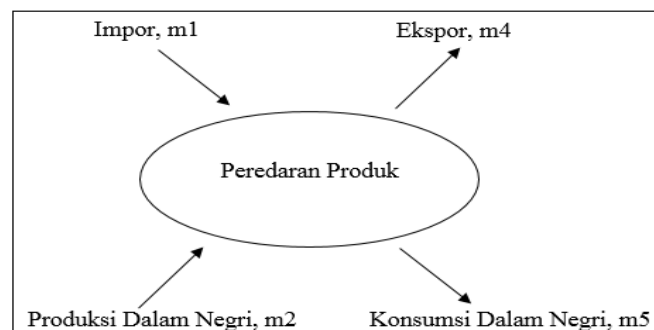 Impor, m1
Ekspor, m4
Peredaran Produk
Produksi Dalam Negri, m2
Konsumsi Dalam Negri, m5